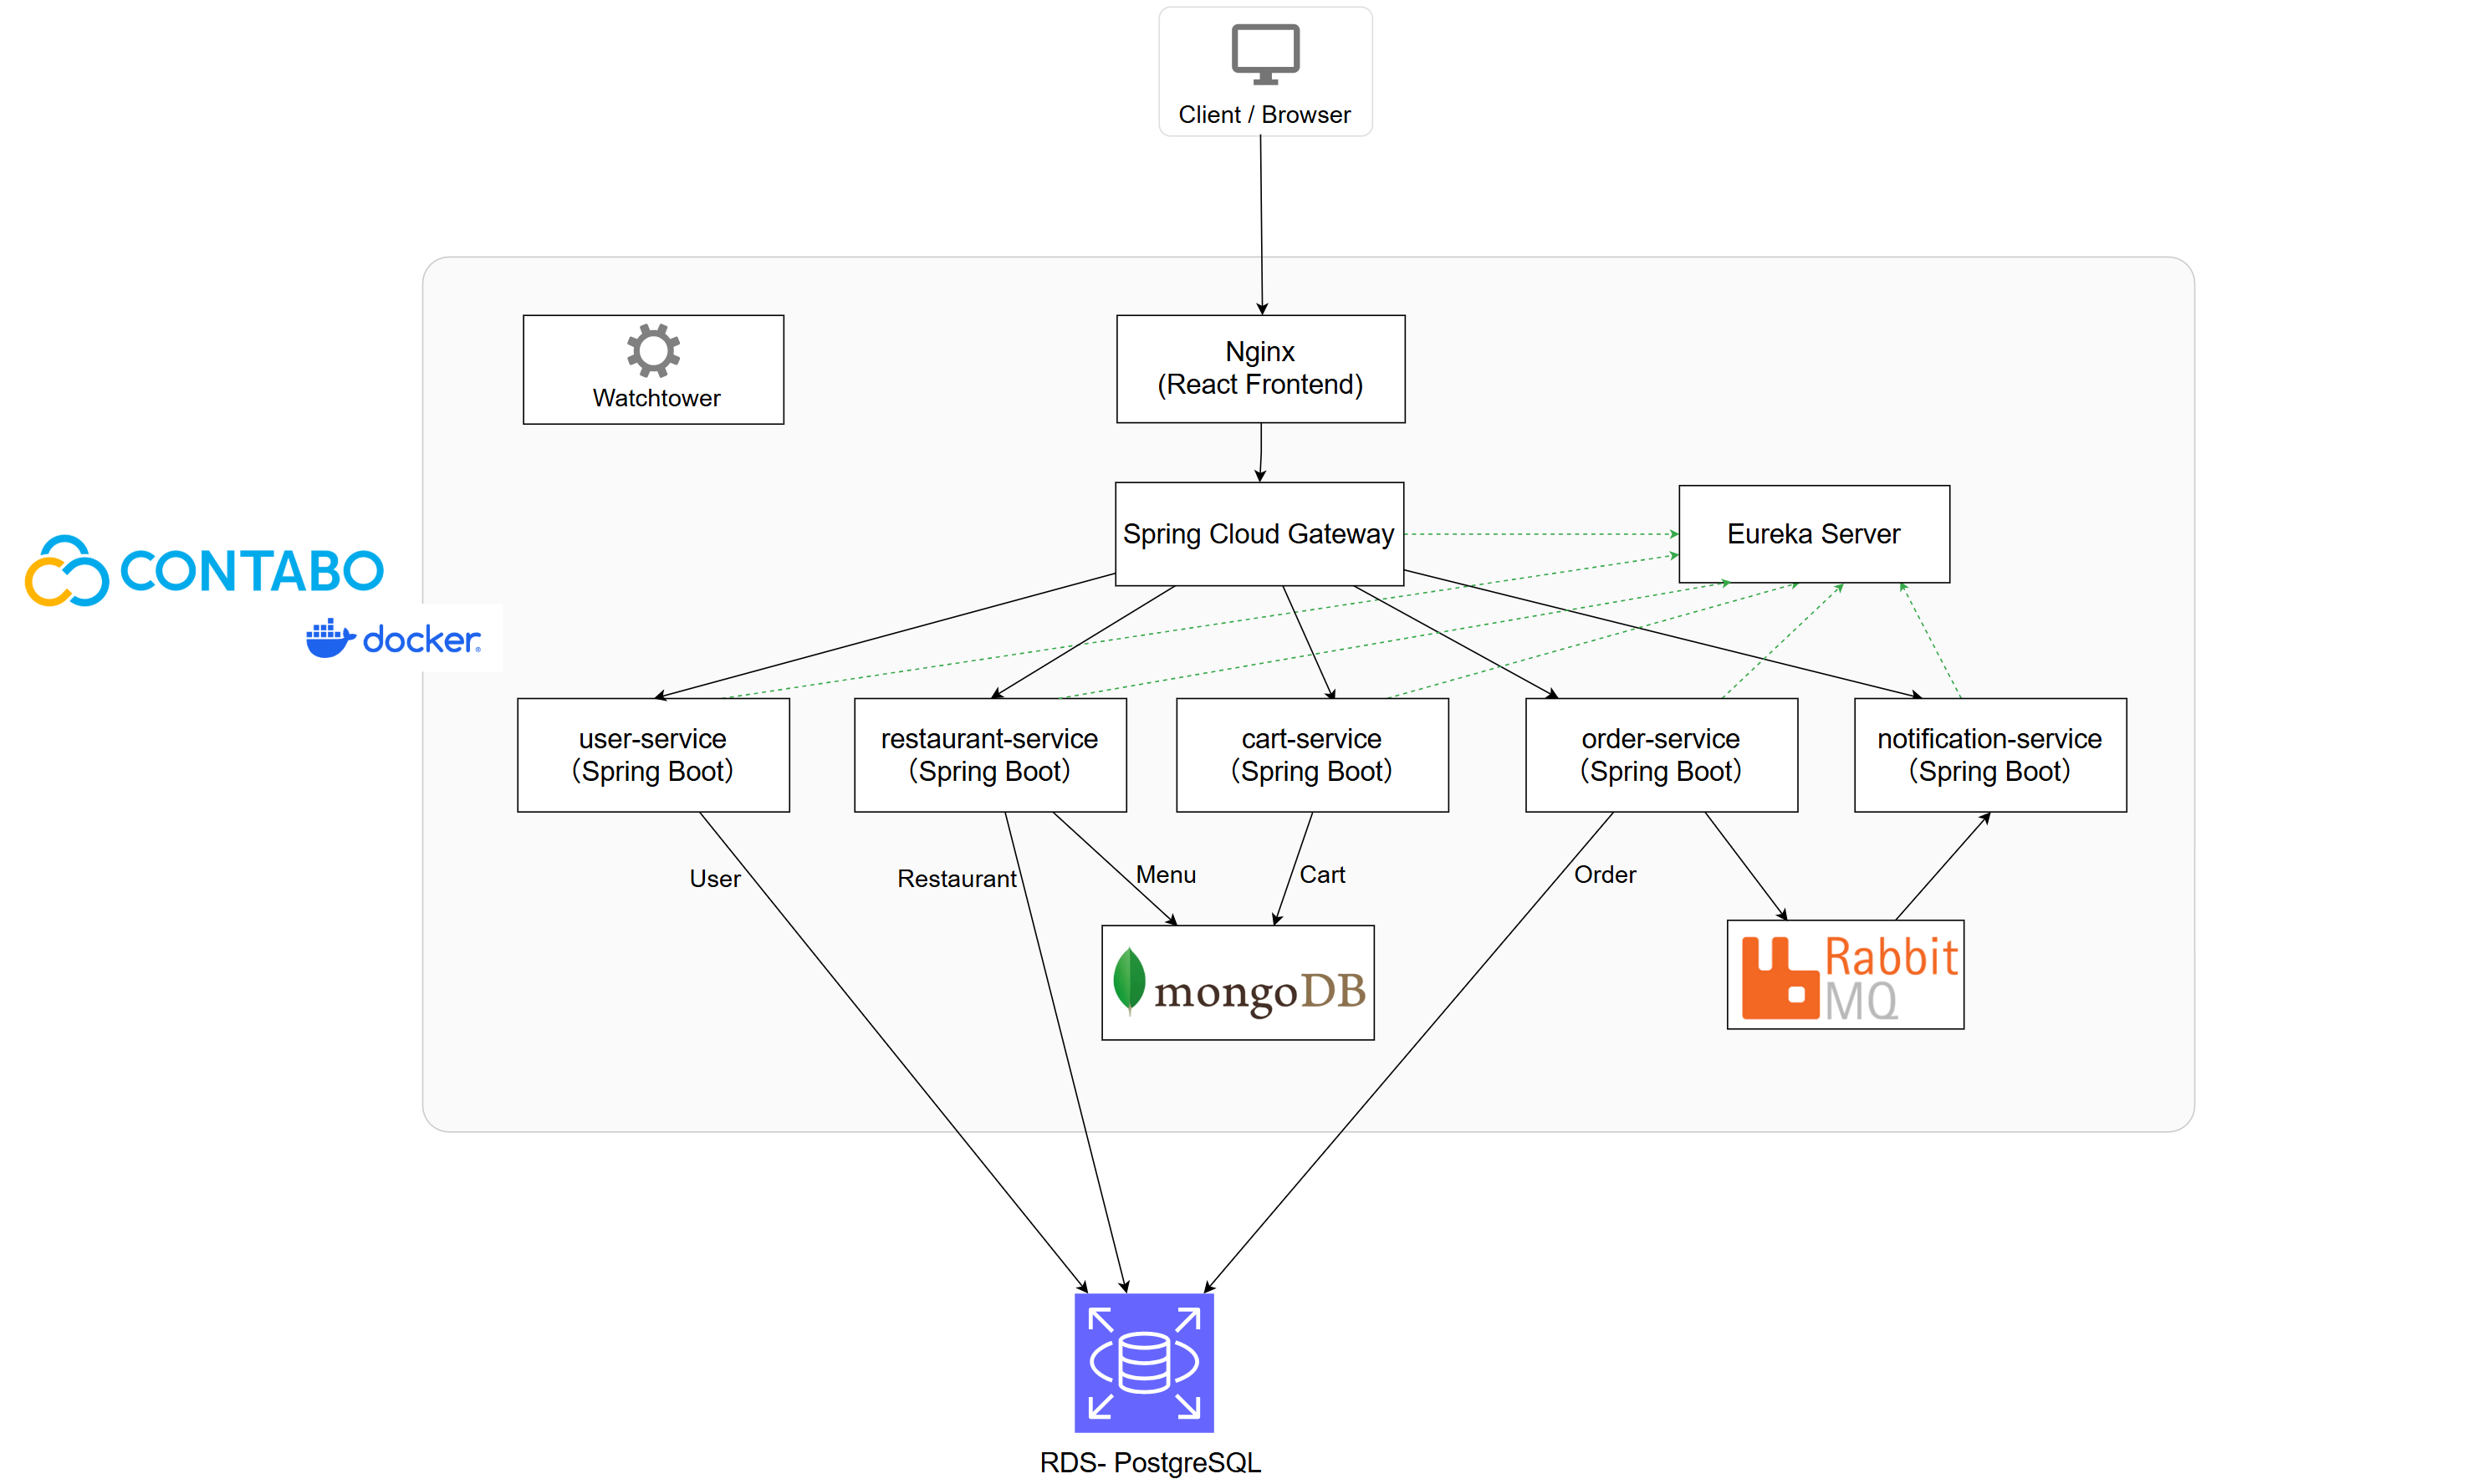 Client / Browser
Watchtower
Nginx
(React Frontend)
Spring Cloud Gateway
Eureka Server
CONTABO
docker®
user-service
（Spring Boot）
restaurant-service
（Spring Boot）
cart-service
（Spring Boot）
order-service
（Spring Boot）
notification-service
（Spring Boot）
User
Restaurant
Menu
Cart
Order
mongoDB
Rabbit
MQ
RDS- PostgreSQL